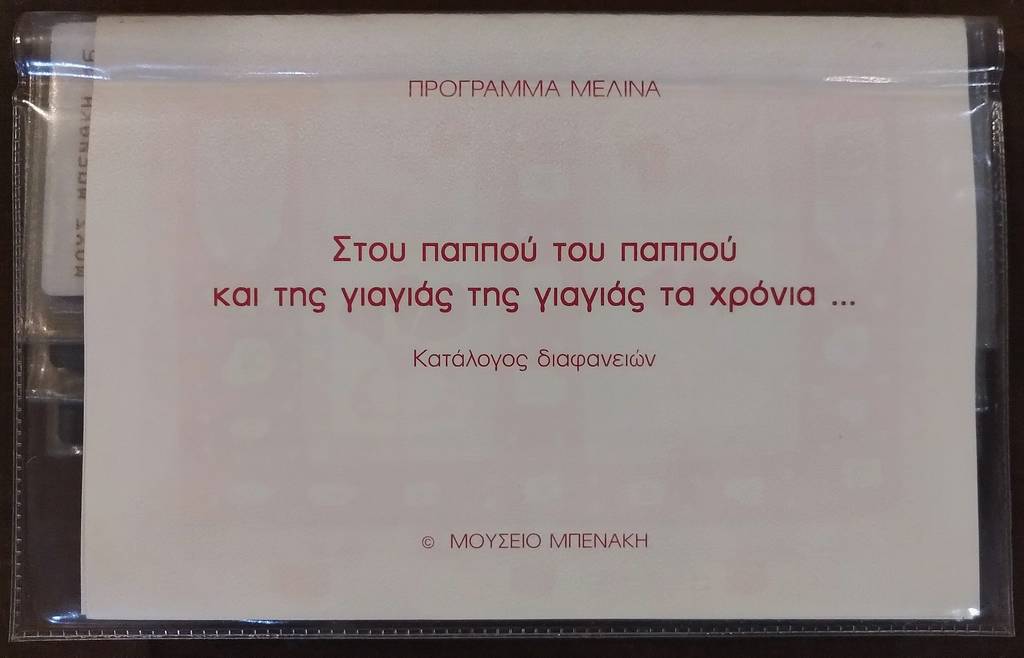 ΠΡΟΓΡΑΜΜΑ ΜΕΛΙΝΑ
Στου παππού του παππού
και της γιαγιάς της γιαγιάς τα χρόνια ...
Κατάλογος διαφανειών
© ΜΟΥΣΕΙΟ ΜΠΕΝΑΚΗ